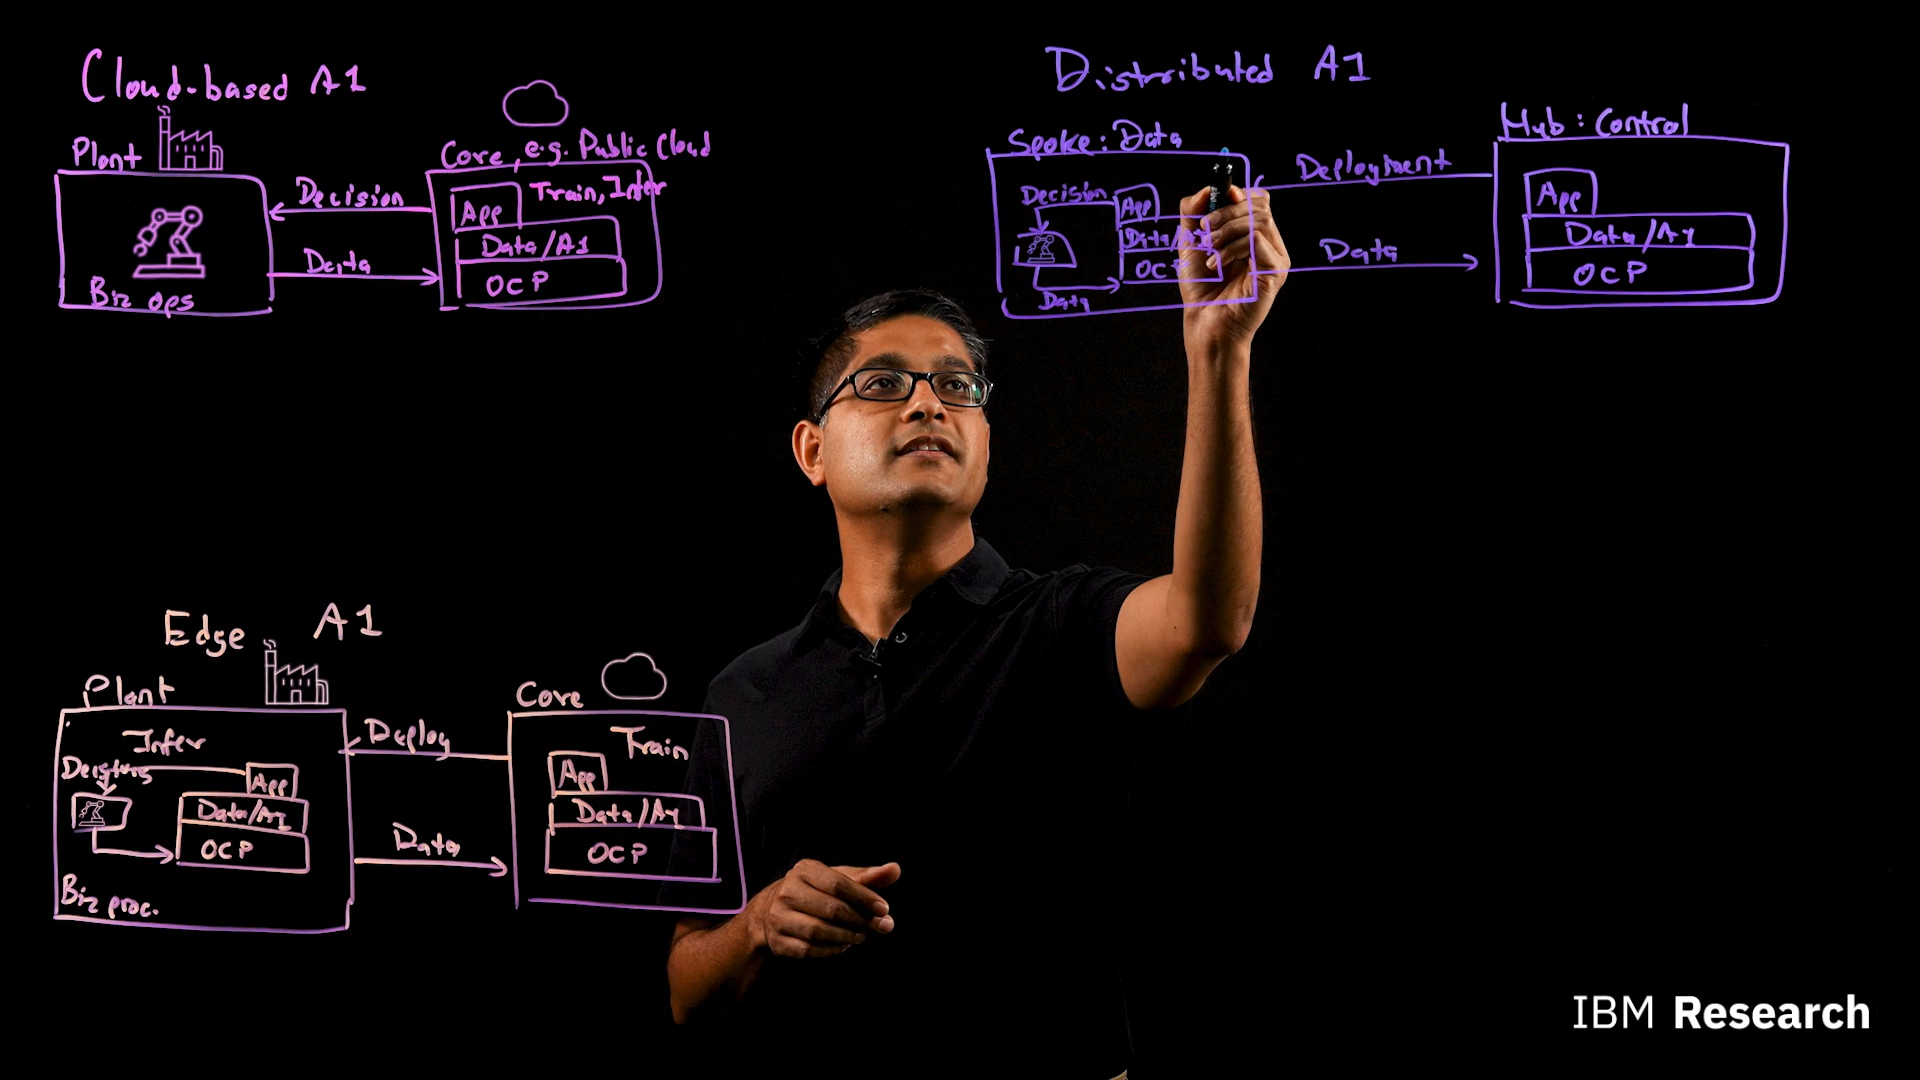 Cloud-based AI
Plant
Core, e.g. Public Cloud
Decision
Data
Biz ops
App
Train, Infer
Data/AI
OCP
Distributed AI
Spoke: Data
Decision
App
Data/AI
OCP
Data
Deployment
Data
Hub: Control
App
Data/AI
OCP
Edge AI
Plant
Infer
Decisions
App
Data/AI
OCP
Biz proc.
Deploy
Data
Core
Train
App
Data/AI
OCP
IBM Research